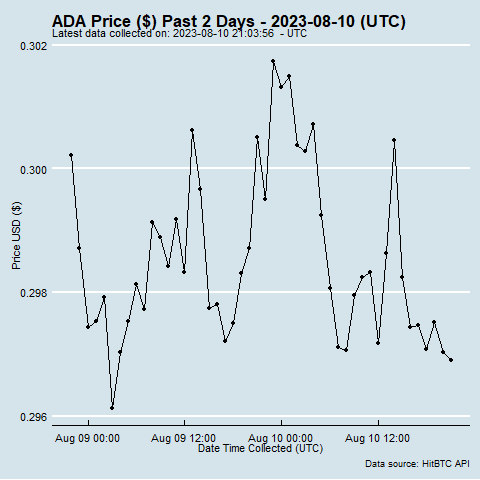 ADA Price ($) Past 2 Days - 2023-08-10 (UTC)
Latest data collected on: 2023-08-10 21:03:56 - UTC
0.302
0.300
0.298
0.296
Price USD ($)
Aug 09 00:00
Aug 09 12:00
Aug 10 00:00
Aug 10 12:00
Date Time Collected (UTC)
Data source: HitBTC API